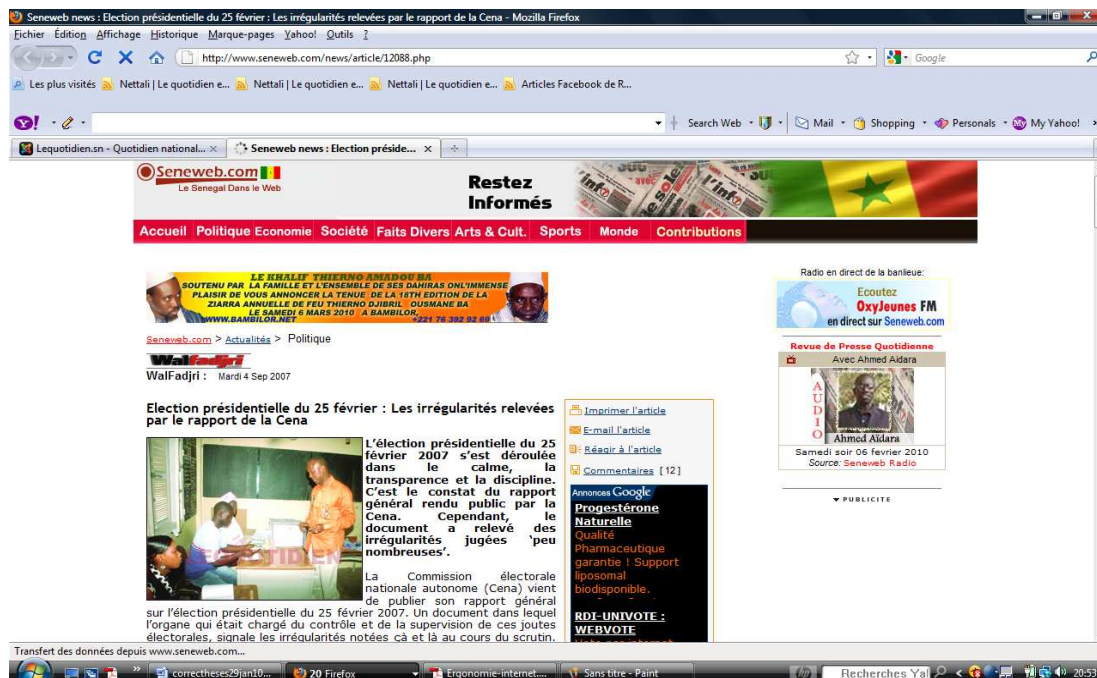 Seneweb news : Election présidentielle du 25 février : Les irrégularités relevées par le rapport de la Cena - Mozilla Firefox
Fichier Edition Affichage Historique Marque-pages Yahoo! Outils ?
http://www.seneweb.com/news/article/12088.php
Google
Les plus visités Nettali | Le quotidien e... Nettali | Le quotidien e... Nettali | Le quotidien e... Articles Facebook de R...
Y! Search Web Mail Shopping Personals My Yahoo!
Lequotidien.sn - Quotidien national... Seneweb news : Election préside...
Seneweb.com
Le Senegal Dans le Web
Restez
Informés
Accueil Politique Economie Société Faits Divers Arts & Cult. Sports Monde Contributions
LE KHALIF THIERNO AMADOU BA
SOUTENU PAR LA FAMILLE ET L'ENSEMBLE DE SES DAHIRAS ONL'IMMENSE
PLAISIR DE VOUS ANNONCER LA TENUE DE LA 18TH EDITION DE LA
ZIARRA ANNUELLE DE FEU THIERNO DJIBRIL OUSMANE BA
LE SAMEDI 6 MARS 2010 A BAMBILOR,
WWW.BAMBILOR.NET +221 76 392 92 69
Seneweb.com > Actualités > Politique
Walfadjri
WalFadjri : Mardi 4 Sep 2007
Election présidentielle du 25 février : Les irrégularités relevées
par le rapport de la Cena
L'élection présidentielle du 25
février 2007 s'est déroulée
dans le calme, la
transparence et la discipline.
C'est le constat du rapport
général rendu public par la
Cena. Cependant, le
document a relevé des
irrégularités jugées 'peu
nombreuses'.
La Commission électorale
nationale autonome (Cena) vient
de publier son rapport général
sur l'élection présidentielle du 25 février 2007. Un document dans lequel
l'organe qui était chargé du contrôle et de la supervision de ces joutes
électorales, signale les irrégularités notées çà et là au cours du scrutin.
Imprimer l'article
E-mail l'article
Réagir à l'article
Commentaires [ 12 ]
Annonces Google
Progestérone
Naturelle
Qualité
Pharmaceutique
garantie ! Support
liposomal
biodisponible.
RDI-UNIVOTE :
WEBVOTE
Radio en direct de la banlieue:
Ecoutez
OxyJeunes FM
en direct sur Seneweb.com
Revue de Presse Quotidienne
Avec Ahmed Aidara
AUDIO
Ahmed Aïdara
Samedi soir 06 fevrier 2010
Source: Seneweb Radio
PUBLICITE
Transfert des données depuis www.seneweb.com...
correctheses29jan10... 20 Firefox Ergonomie-internet.... Sans titre - Paint Recherches Yal 20:53